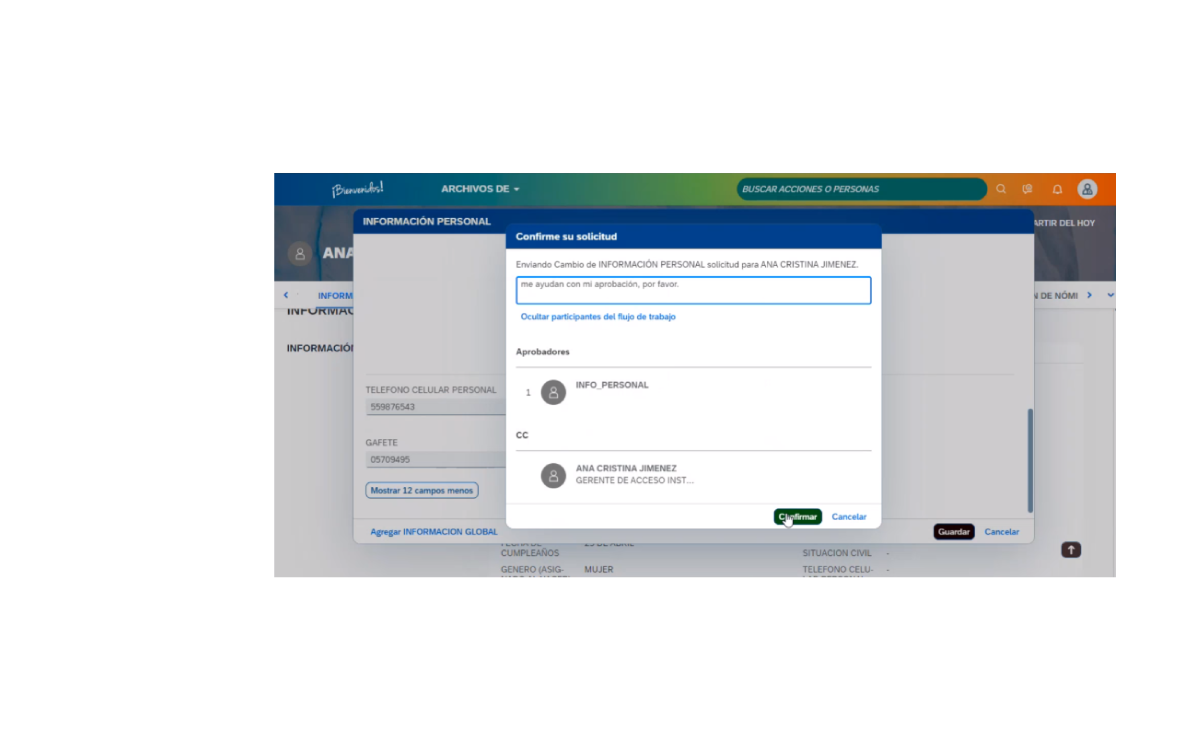 ¡Bienvenidos!
ARCHIVOS DE
BUSCAR ACCIONES O PERSONAS
INFORMACIÓN PERSONAL
ARTIR DEL HOY
Confirme su solicitud
ANA
Enviando Cambio de INFORMACIÓN PERSONAL solicitud para ANA CRISTINA JIMENEZ.
me ayudan con mi aprobación, por favor.
INFORM
N DE NÓMI
INFORMAC
Ocultar participantes del flujo de trabajo
INFORMACIÓN
Aprobadores
TELEFONO CELULAR PERSONAL
559876543
1
INFO_PERSONAL
GAFETE
05709495
CC
ANA CRISTINA JIMENEZ
GERENTE DE ACCESO INST...
Mostrar 12 campos menos
Confirmar
Cancelar
Agregar INFORMACION GLOBAL
Guardar
Cancelar
CUMPLEAÑOS
SITUACION CIVIL -
GENERO (ASIG-
MUJER
TELEFONO CELU- -